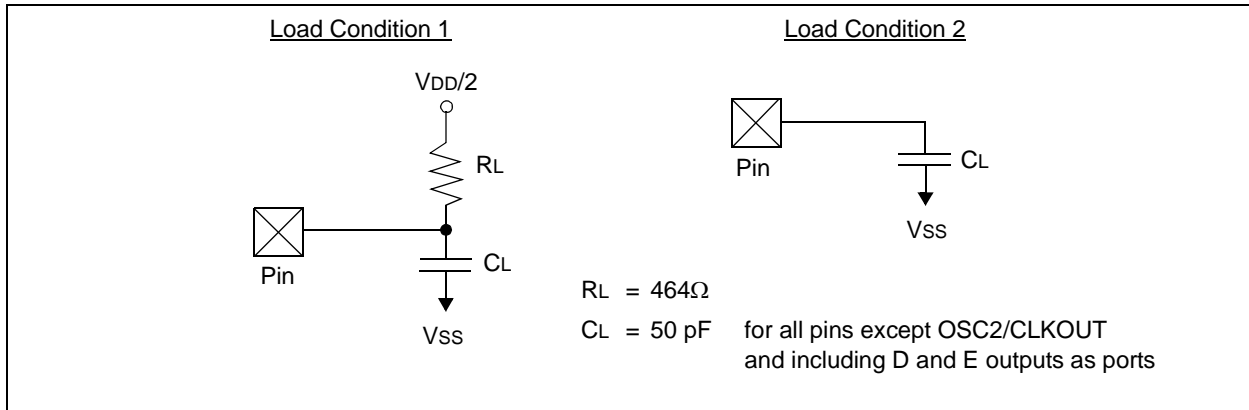 Load Condition 1
VDD/2
RL
Pin
CL
VSS
Load Condition 2
Pin
CL
VSS
RL = 464Ω
CL = 50 pF for all pins except OSC2/CLKOUT
and including D and E outputs as ports